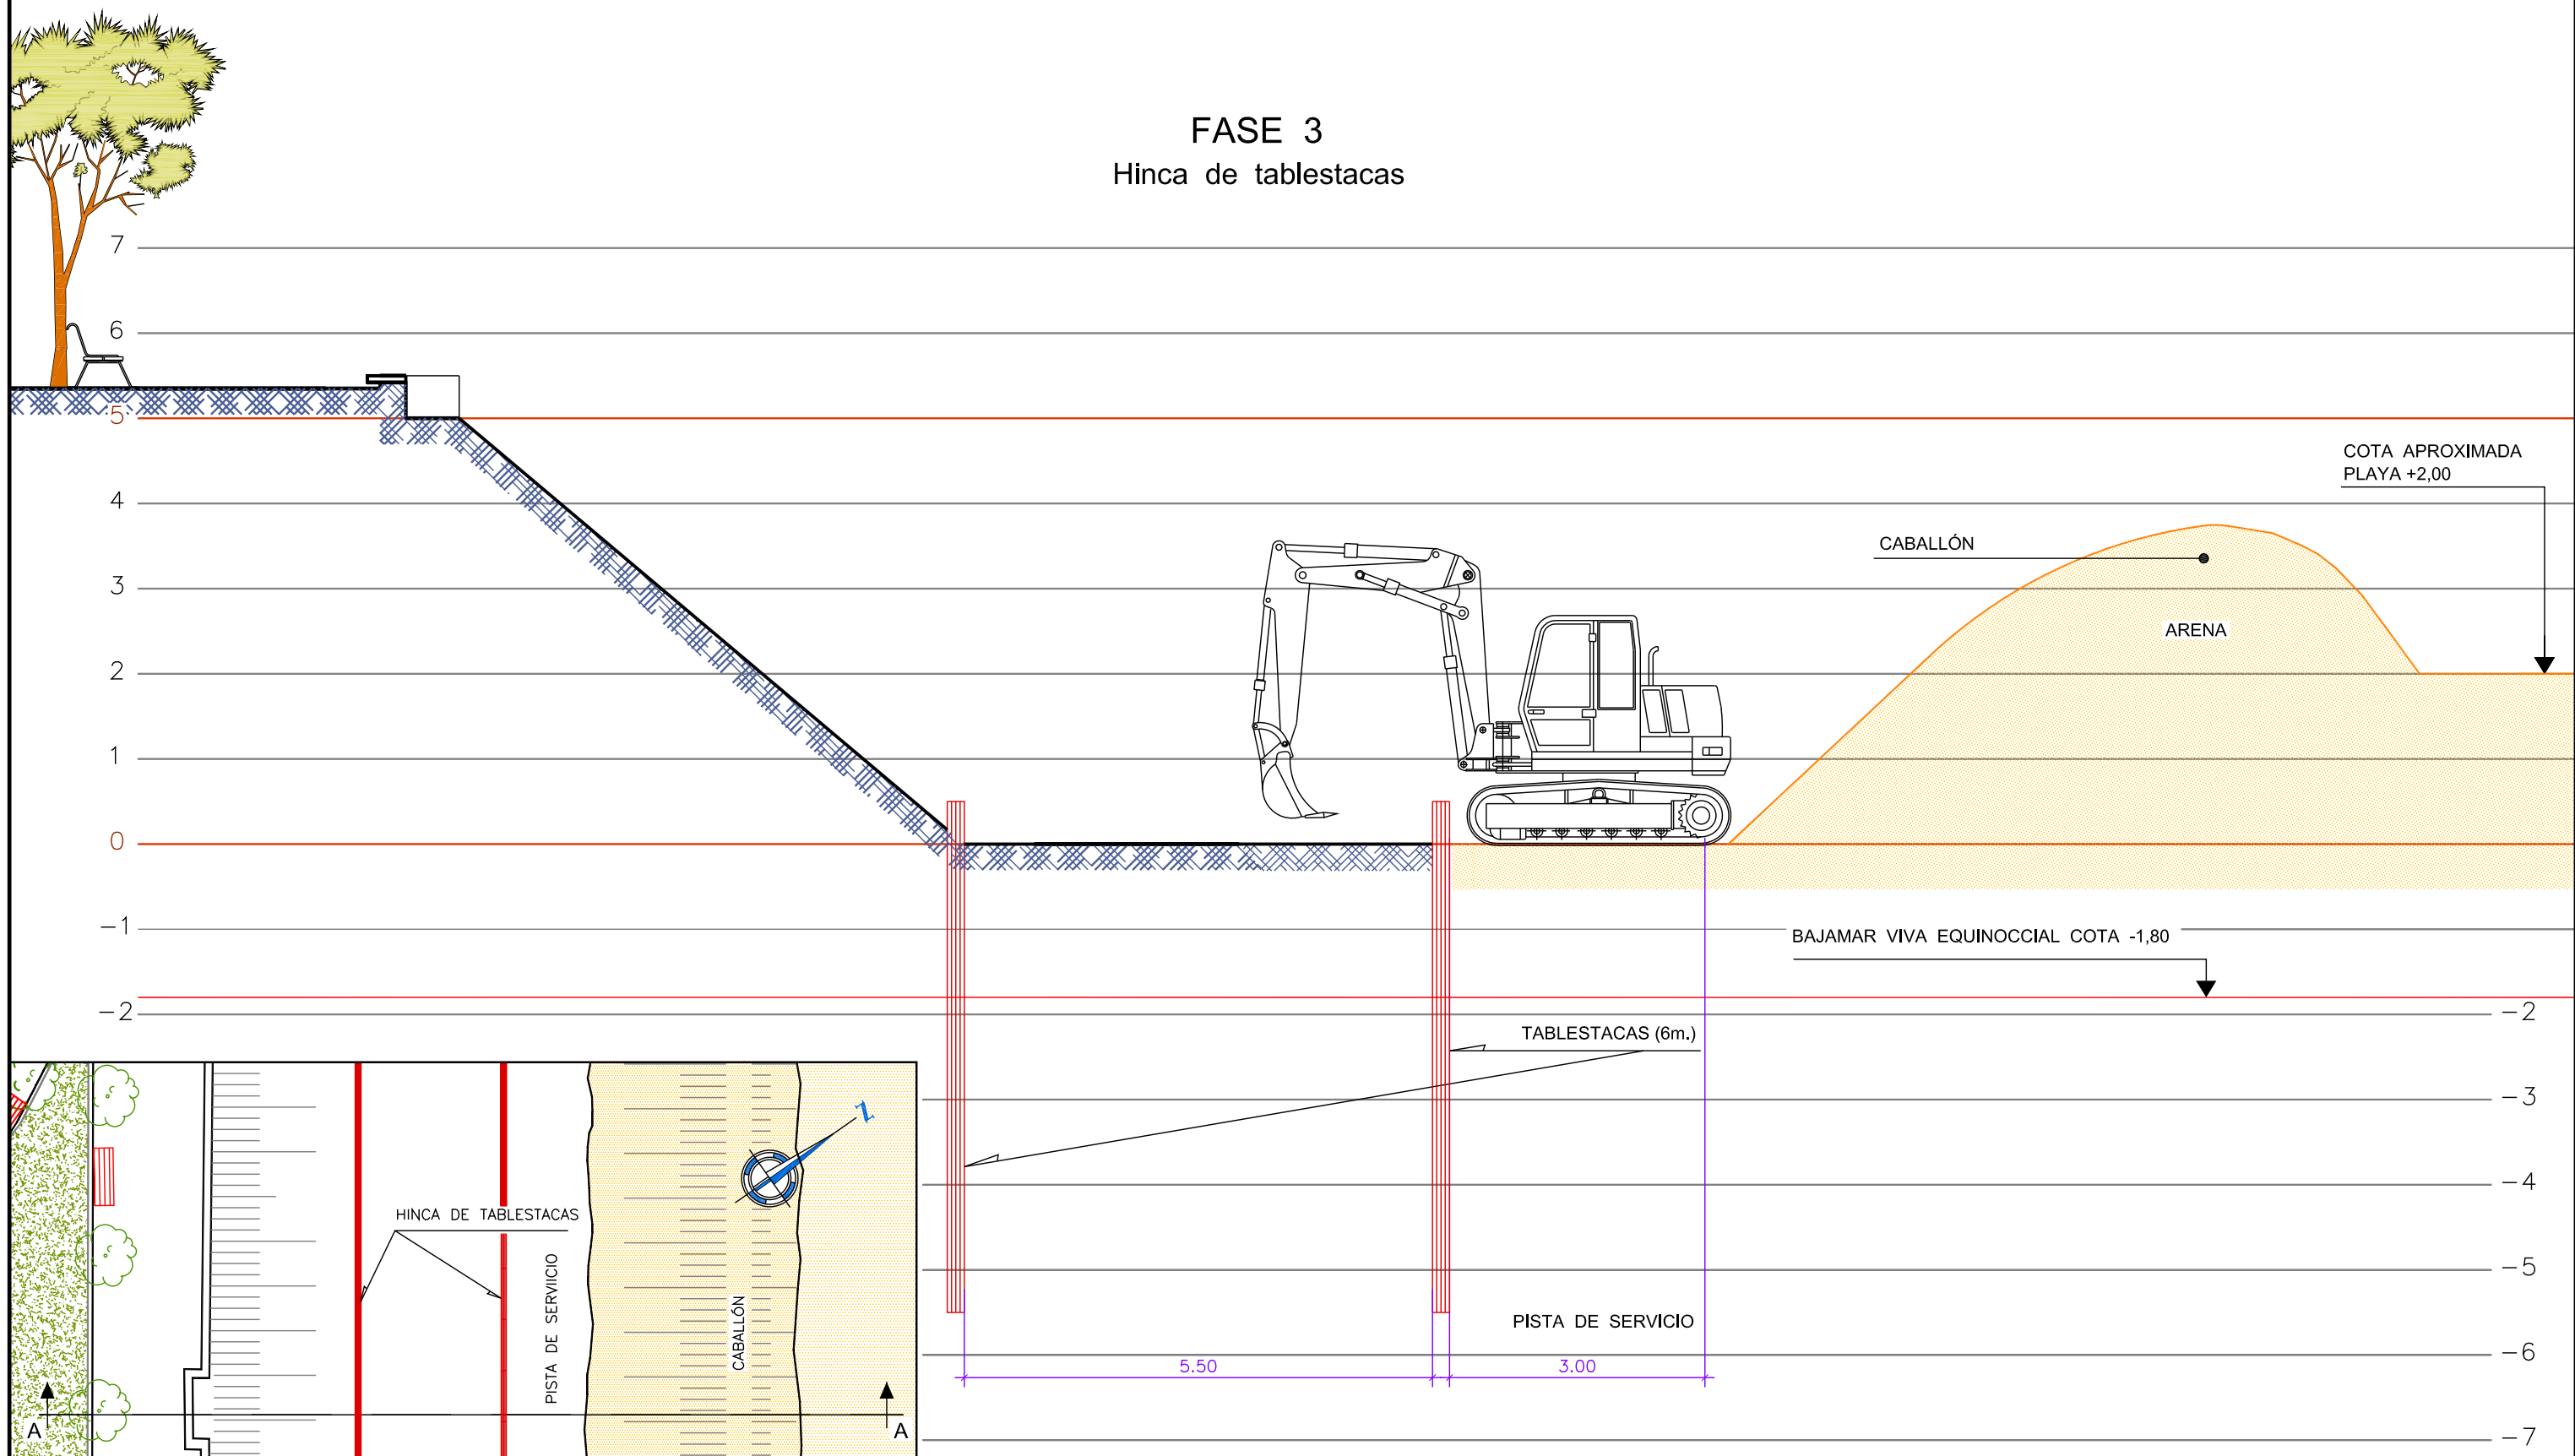 FASE 3
Hinca de tablestacas
7
6
5
4
3
2
1
0
-1
-2
COTA APROXIMADA
PLAYA +2,00
CABALLÓN
ARENA
BAJAMAR VIVA EQUINOCCIAL COTA -1,80
TABLESTACAS (6m.)
-2
-3
-4
-5
-6
-7
PISTA DE SERVICIO
5.50
3.00
HINCA DE TABLESTACAS
PISTA DE SERVIICIO
CABALLÓN
N
A
A